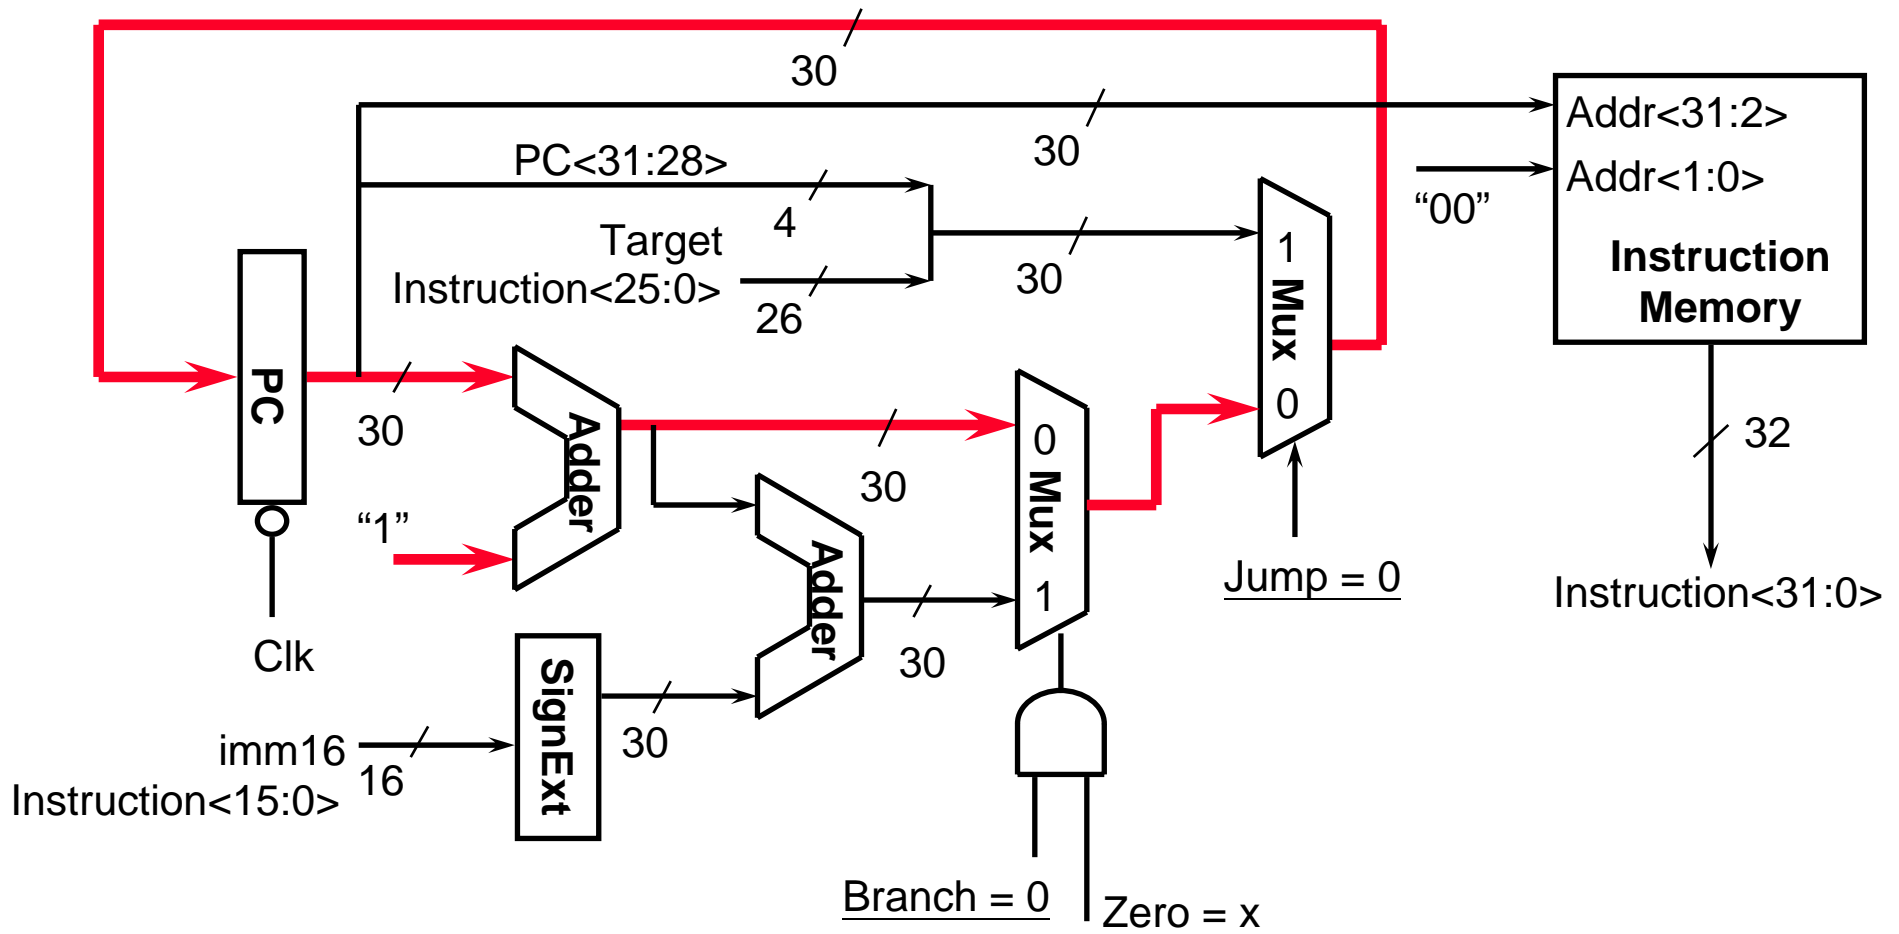 30
30
Addr<31:2>
PC<31:28>
4
Addr<1:0>
“00”
Target
Instruction<25:0>
26
30
1
Mux
0
Instruction
Memory
PC
30
Adder
“1”
30
0
Mux
1
32
Clk
Adder
30
Jump = 0
Instruction<31:0>
SignExt
30
imm16
16
Instruction<15:0>
Branch = 0
Zero = x